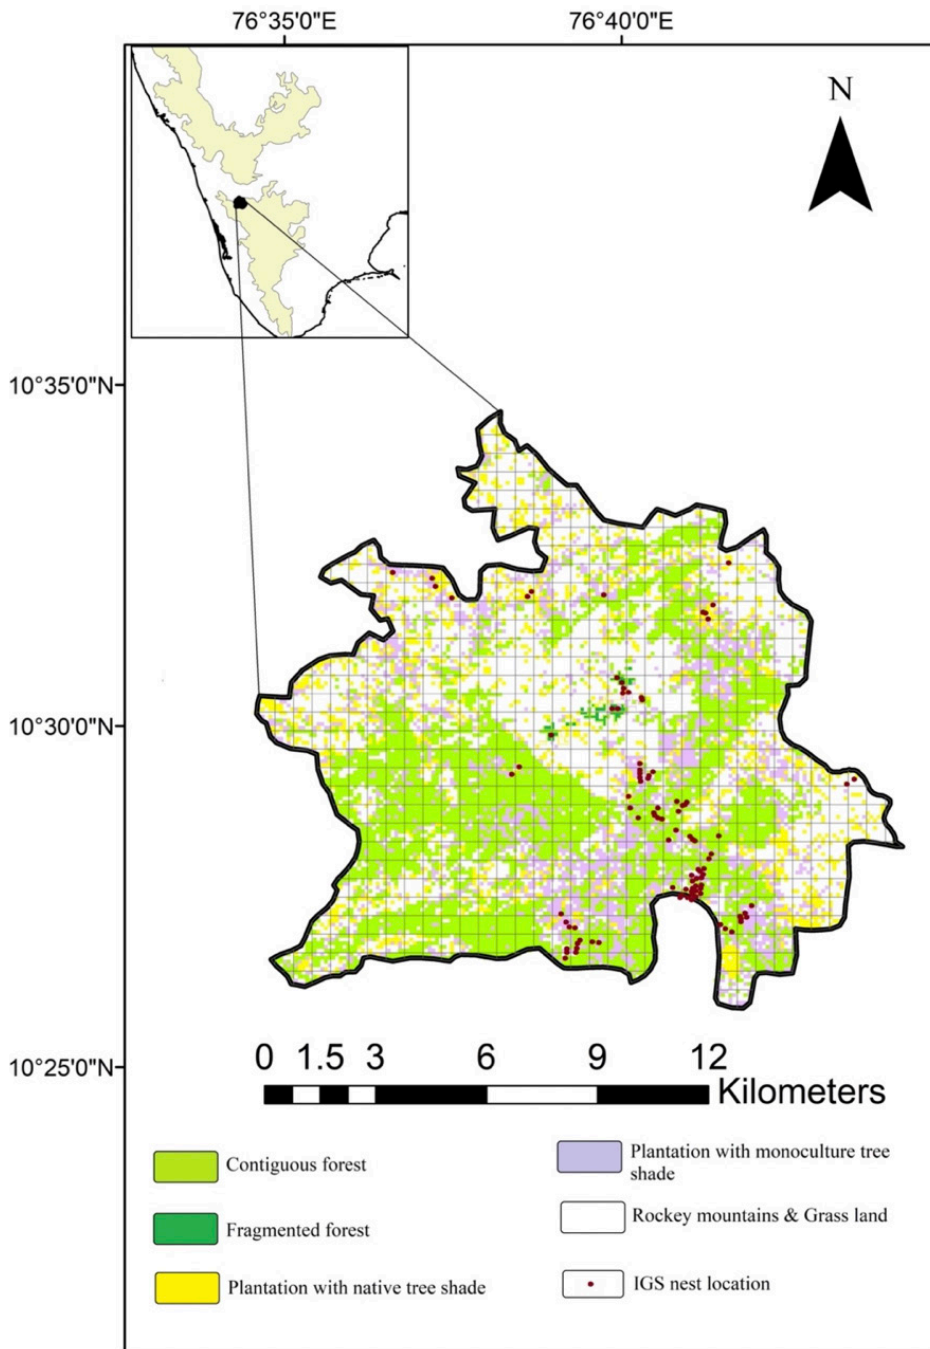 76°35'0"E
76°40'0"E
N
10°35'0"N
10°30'0"N
10°25'0"N
0 1.5 3 6 9 12
Kilometers
Contiguous forest
Plantation with monoculture tree
shade
Fragmented forest
Rockey mountains & Grass land
Plantation with native tree shade
IGS nest location